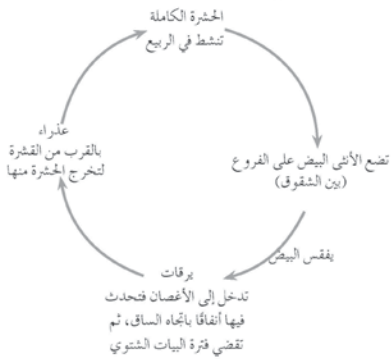 الحشرة الكاملة
تنشط في الربيع
تضع الأنثى البيض على الفروع
(بين الشقوق)
يفقس البيض
يرقات
تدخل إلى الأغصان فتحدث
فيها أنفاقًا باتجاه الساق، ثم
تقضي فترة البيات الشتوي
عذراء
بالقرب من القشرة
لتخرج الحشرة منها